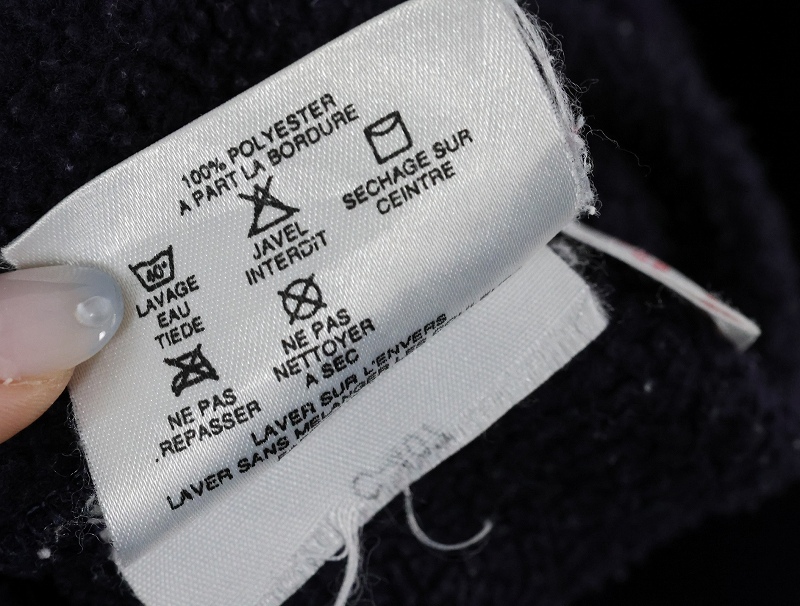 100% POLYESTER
A PART LA BORDURE
SECHAGE SUR
CEINTRE
JAVEL
INTERDIT
40°
LAVAGE
EAU
TIEDE
NE PAS
NETTOYER
A SEC
NE PAS
REPASSER
LAVER SUR L'ENVERS
LAVER SANS MELANGER LES